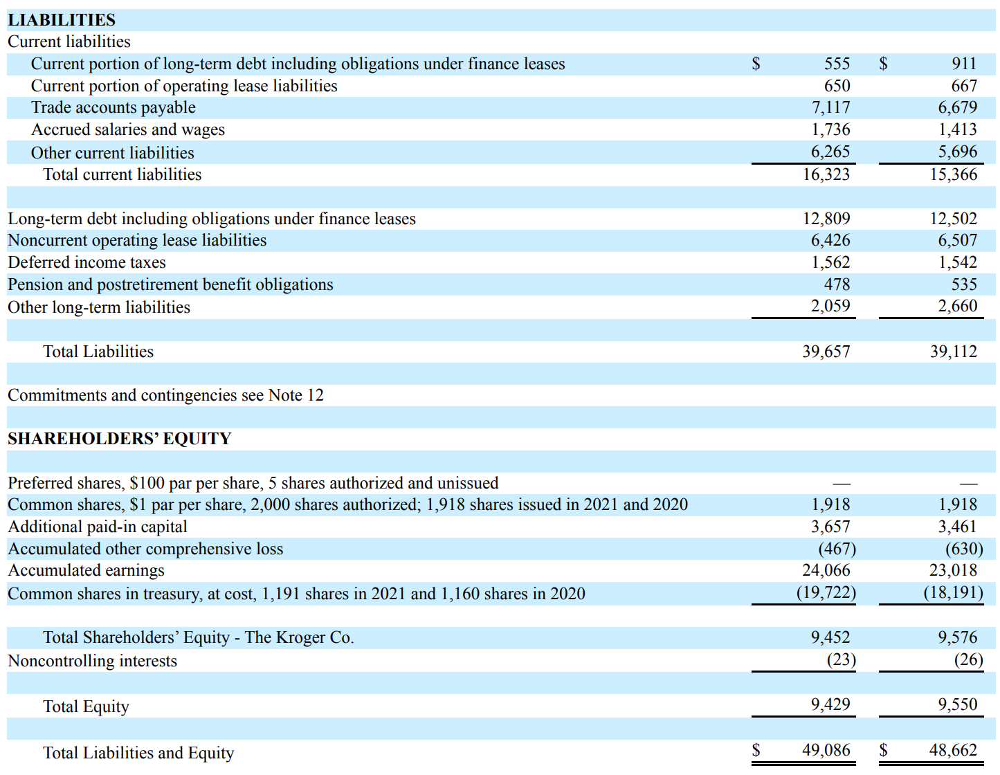 LIABILITIES
Current liabilities
Current portion of long-term debt including obligations under finance leases $ 555 $ 911
Current portion of operating lease liabilities 650 667
Trade accounts payable 7,117 6,679
Accrued salaries and wages 1,736 1,413
Other current liabilities 6,265 5,696
Total current liabilities 16,323 15,366
Long-term debt including obligations under finance leases 12,809 12,502
Noncurrent operating lease liabilities 6,426 6,507
Deferred income taxes 1,562 1,542
Pension and postretirement benefit obligations 478 535
Other long-term liabilities 2,059 2,660
Total Liabilities 39,657 39,112
Commitments and contingencies see Note 12
SHAREHOLDERS’ EQUITY
Preferred shares, $100 par per share, 5 shares authorized and unissued — —
Common shares, $1 par per share, 2,000 shares authorized; 1,918 shares issued in 2021 and 2020 1,918 1,918
Additional paid-in capital 3,657 3,461
Accumulated other comprehensive loss (467) (630)
Accumulated earnings 24,066 23,018
Common shares in treasury, at cost, 1,191 shares in 2021 and 1,160 shares in 2020 (19,722) (18,191)
Total Shareholders’ Equity - The Kroger Co. 9,452 9,576
Noncontrolling interests (23) (26)
Total Equity 9,429 9,550
Total Liabilities and Equity $ 49,086 $ 48,662